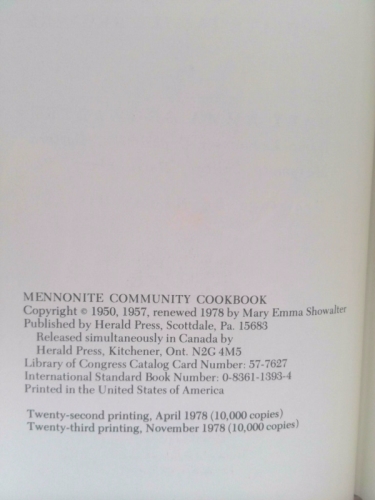 MENNONITE COMMUNITY COOKBOOK
Copyright © 1950, 1957, renewed 1978 by Mary Emma Showalter
Published by Herald Press, Scottdale, Pa. 15683
Released simultaneously in Canada by
Herald Press, Kitchener, Ont. N2G 4M5
Library of Congress Catalog Card Number: 57-7627
International Standard Book Number: 0-8361-1393-4
Printed in the United States of America
Twenty-second printing, April 1978 (10,000 copies)
Twenty-third printing, November 1978 (10,000 copies)